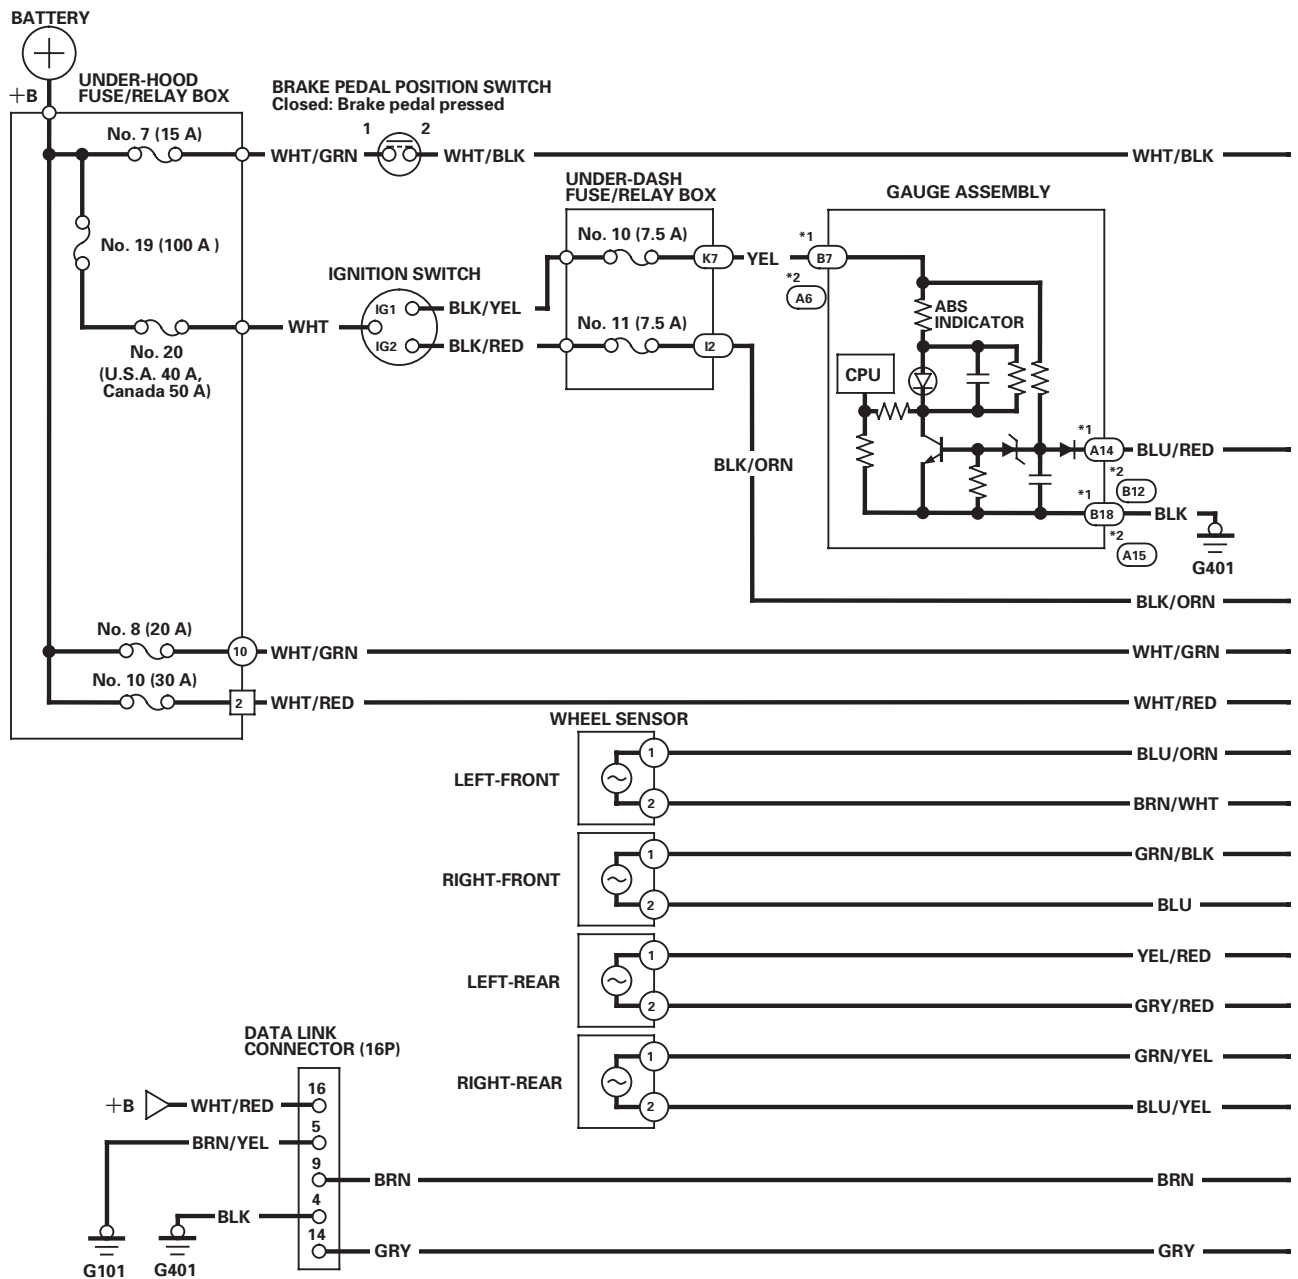 BATTERY
+B
UNDER-HOOD
FUSE/RELAY BOX
No. 7 (15 A)
No. 19 (100 A )
No. 20
(U.S.A. 40 A,
Canada 50 A)
No. 8 (20 A)
10
No. 10 (30 A)
2
BRAKE PEDAL POSITION SWITCH
Closed: Brake pedal pressed
1
2
WHT/GRN
WHT/BLK
WHT/BLK
IGNITION SWITCH
WHT
IG1
IG2
BLK/YEL
BLK/RED
UNDER-DASH
FUSE/RELAY BOX
No. 10 (7.5 A)
K7
No. 11 (7.5 A)
I2
YEL
BLK/ORN
GAUGE ASSEMBLY
*1
B7
*2
A6
ABS
INDICATOR
CPU
*1
A14
BLU/RED
*2
B12
*1
B18
BLK
*2
A15
G401
BLK/ORN
WHT/GRN
WHT/GRN
WHT/RED
WHT/RED
WHEEL SENSOR
LEFT-FRONT
1
BLU/ORN
2
BRN/WHT
RIGHT-FRONT
1
GRN/BLK
2
BLU
LEFT-REAR
1
YEL/RED
2
GRY/RED
RIGHT-REAR
1
GRN/YEL
2
BLU/YEL
DATA LINK
CONNECTOR (16P)
+B
WHT/RED
16
BRN/YEL
5
9
BRN
BRN
BLK
4
14
GRY
GRY
G101
G401